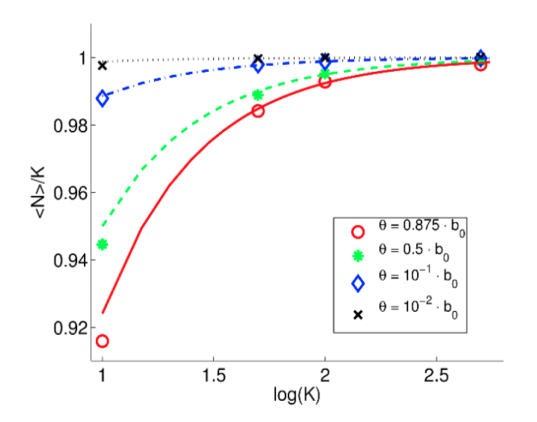 1
0.98
0.96
0.94
0.92
<N>/K
1 1.5 2 2.5
log(K)
θ = 0.875 · b₀
θ = 0.5 · b₀
θ = 10⁻¹ · b₀
θ = 10⁻² · b₀